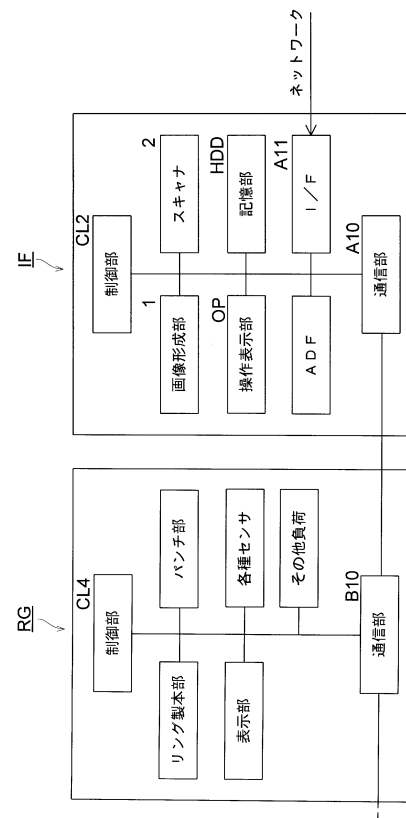 IF
CL2
制御部
1
画像形成部
2
スキャナ
OP
操作表示部
HDD
記憶部
ADF
A11
I/F
ネットワーク
A10
通信部
RG
CL4
制御部
リング製本部
パンチ部
表示部
各種センサ
その他負荷
B10
通信部